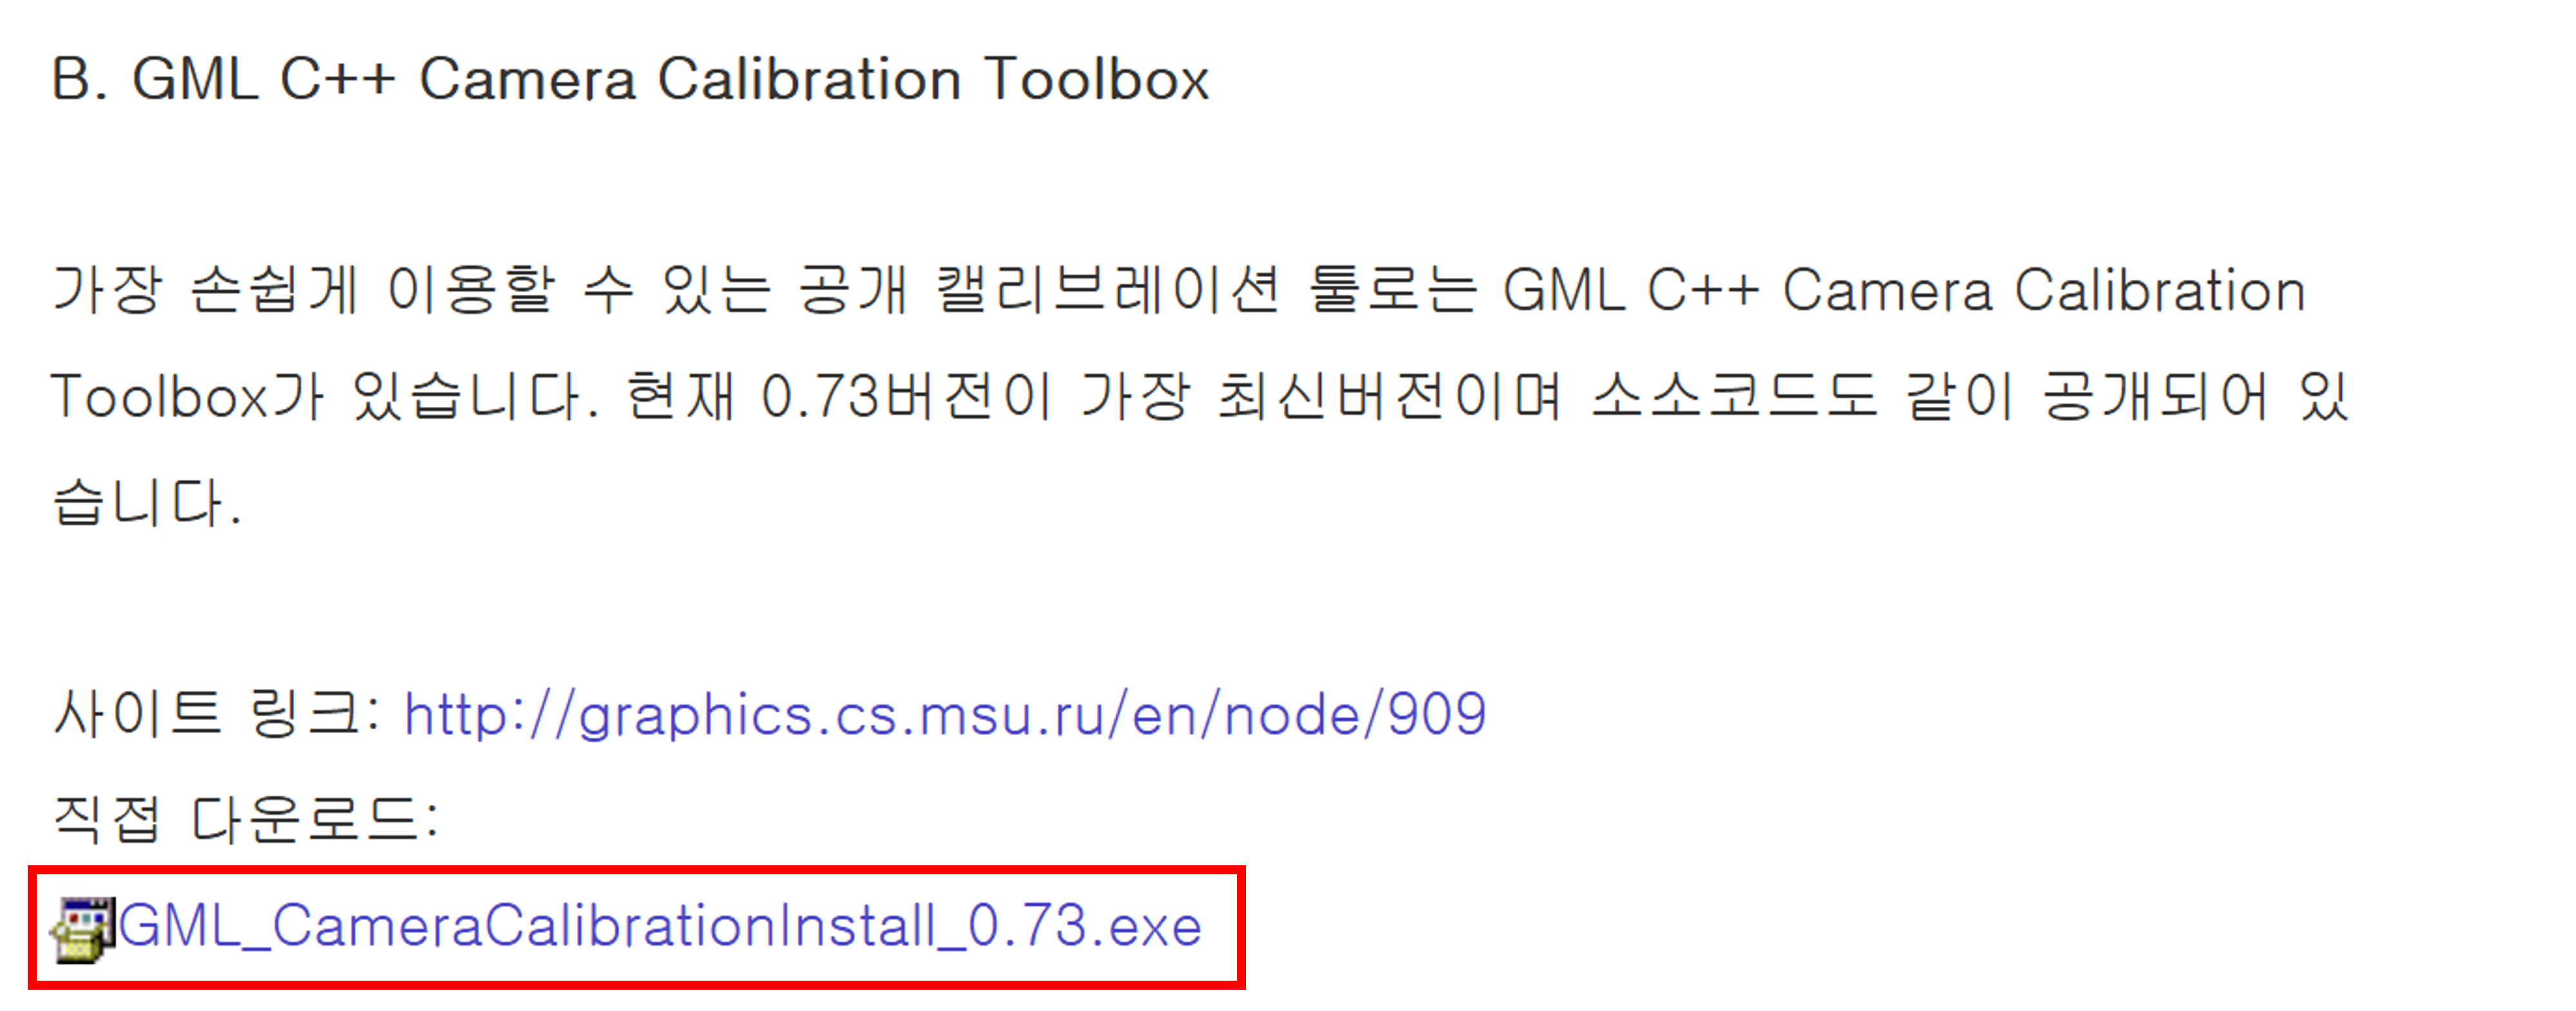 B. GML C++ Camera Calibration Toolbox
가장 손쉽게 이용할 수 있는 공개 캘리브레이션 툴로는 GML C++ Camera Calibration
Toolbox가 있습니다. 현재 0.73버전이 가장 최신버전이며 소소코드도 같이 공개되어 있
습니다.
사이트 링크: http://graphics.cs.msu.ru/en/node/909
직접 다운로드:
GML_CameraCalibrationInstall_0.73.exe